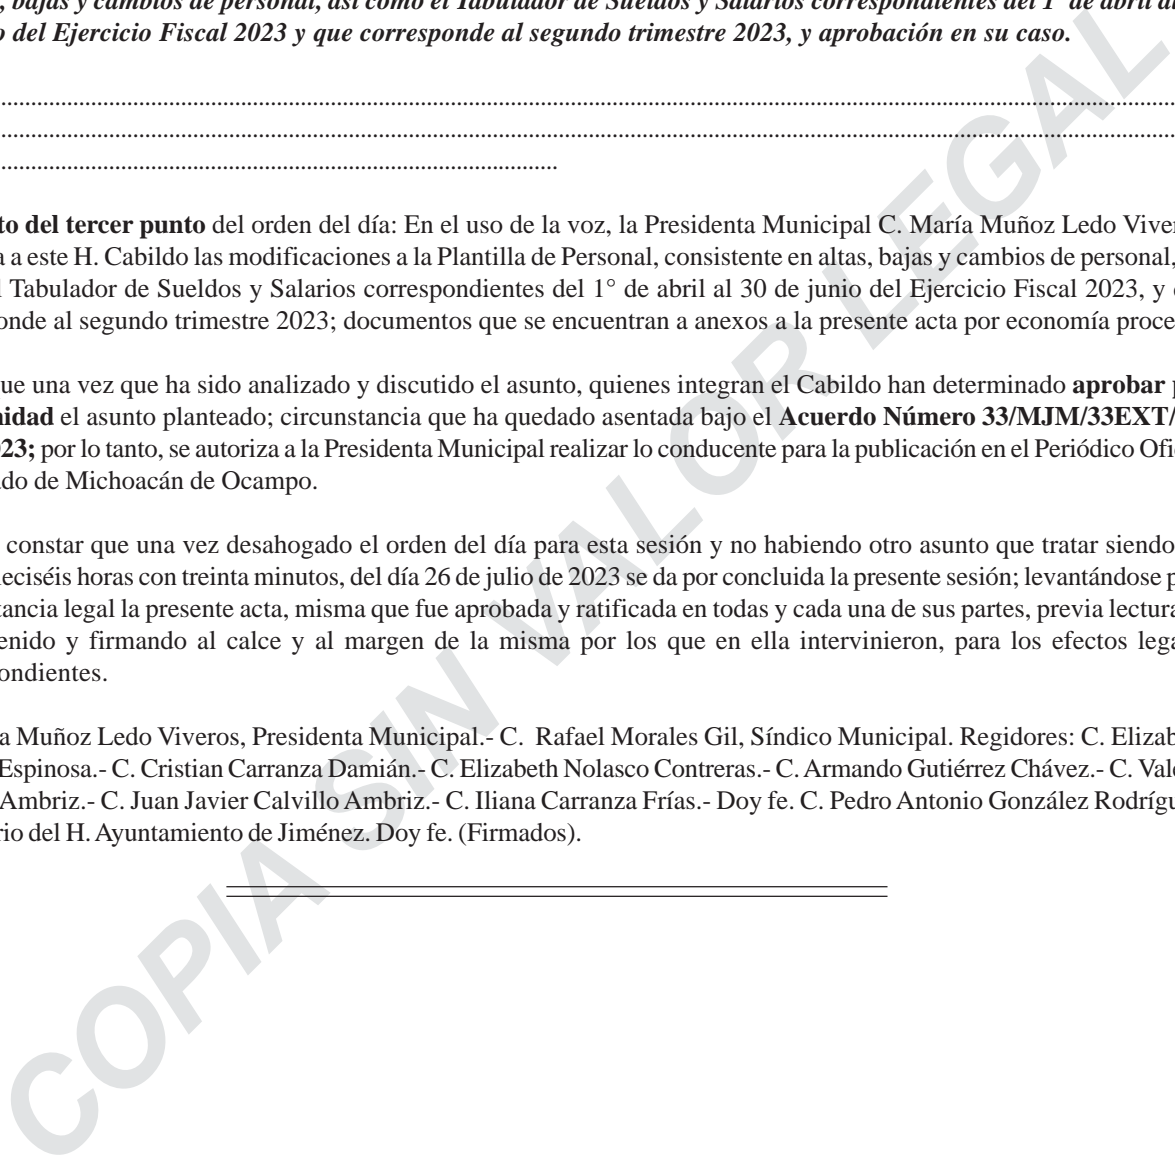 , bajas y cambios de personal, así como el Tabulador de Sueldos y Salarios correspondientes del 1° de abril al
o del Ejercicio Fiscal 2023 y que corresponde al segundo trimestre 2023, y aprobación en su caso.
to del tercer punto del orden del día: En el uso de la voz, la Presidenta Municipal C. María Muñoz Ledo Viver
a a este H. Cabildo las modificaciones a la Plantilla de Personal, consistente en altas, bajas y cambios de personal,
l Tabulador de Sueldos y Salarios correspondientes del 1° de abril al 30 de junio del Ejercicio Fiscal 2023, y
onde al segundo trimestre 2023; documentos que se encuentran a anexos a la presente acta por economía proce
ue una vez que ha sido analizado y discutido el asunto, quienes integran el Cabildo han determinado aprobar p
nidad el asunto planteado; circunstancia que ha quedado asentada bajo el Acuerdo Número 33/MJM/33EXT/
23; por lo tanto, se autoriza a la Presidenta Municipal realizar lo conducente para la publicación en el Periódico Ofi
ado de Michoacán de Ocampo.
constar que una vez desahogado el orden del día para esta sesión y no habiendo otro asunto que tratar siendo
ieciséis horas con treinta minutos, del día 26 de julio de 2023 se da por concluida la presente sesión; levantándose p
tancia legal la presente acta, misma que fue aprobada y ratificada en todas y cada una de sus partes, previa lectura
enido y firmando al calce y al margen de la misma por los que en ella intervinieron, para los efectos lega
ondientes.
a Muñoz Ledo Viveros, Presidenta Municipal.- C. Rafael Morales Gil, Síndico Municipal. Regidores: C. Elizab
Espinosa.- C. Cristian Carranza Damián.- C. Elizabeth Nolasco Contreras.- C. Armando Gutiérrez Chávez.- C. Vale
Ambriz.- C. Juan Javier Calvillo Ambriz.- C. Iliana Carranza Frías.- Doy fe. C. Pedro Antonio González Rodrígu
rio del H. Ayuntamiento de Jiménez. Doy fe. (Firmados).
COPIA SIN VALOR LEGAL